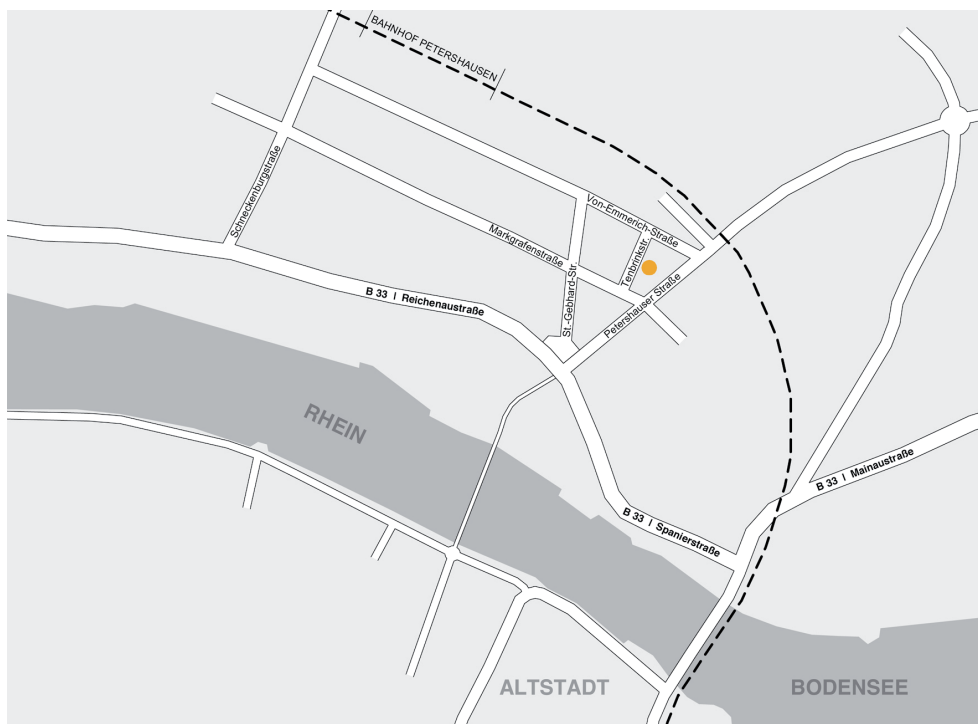 BAHNHOF PETERSHAUSEN
Schneckenburgstraße
Von-Emmerich-Straße
Markgrafenstraße
Tenbrinkstr.
St.-Gebhard-Str.
Petershauser Straße
B 33 I Reichenaustraße
RHEIN
B 33 I Mainaustraße
B 33 I Spanierstraße
ALTSTADT
BODENSEE